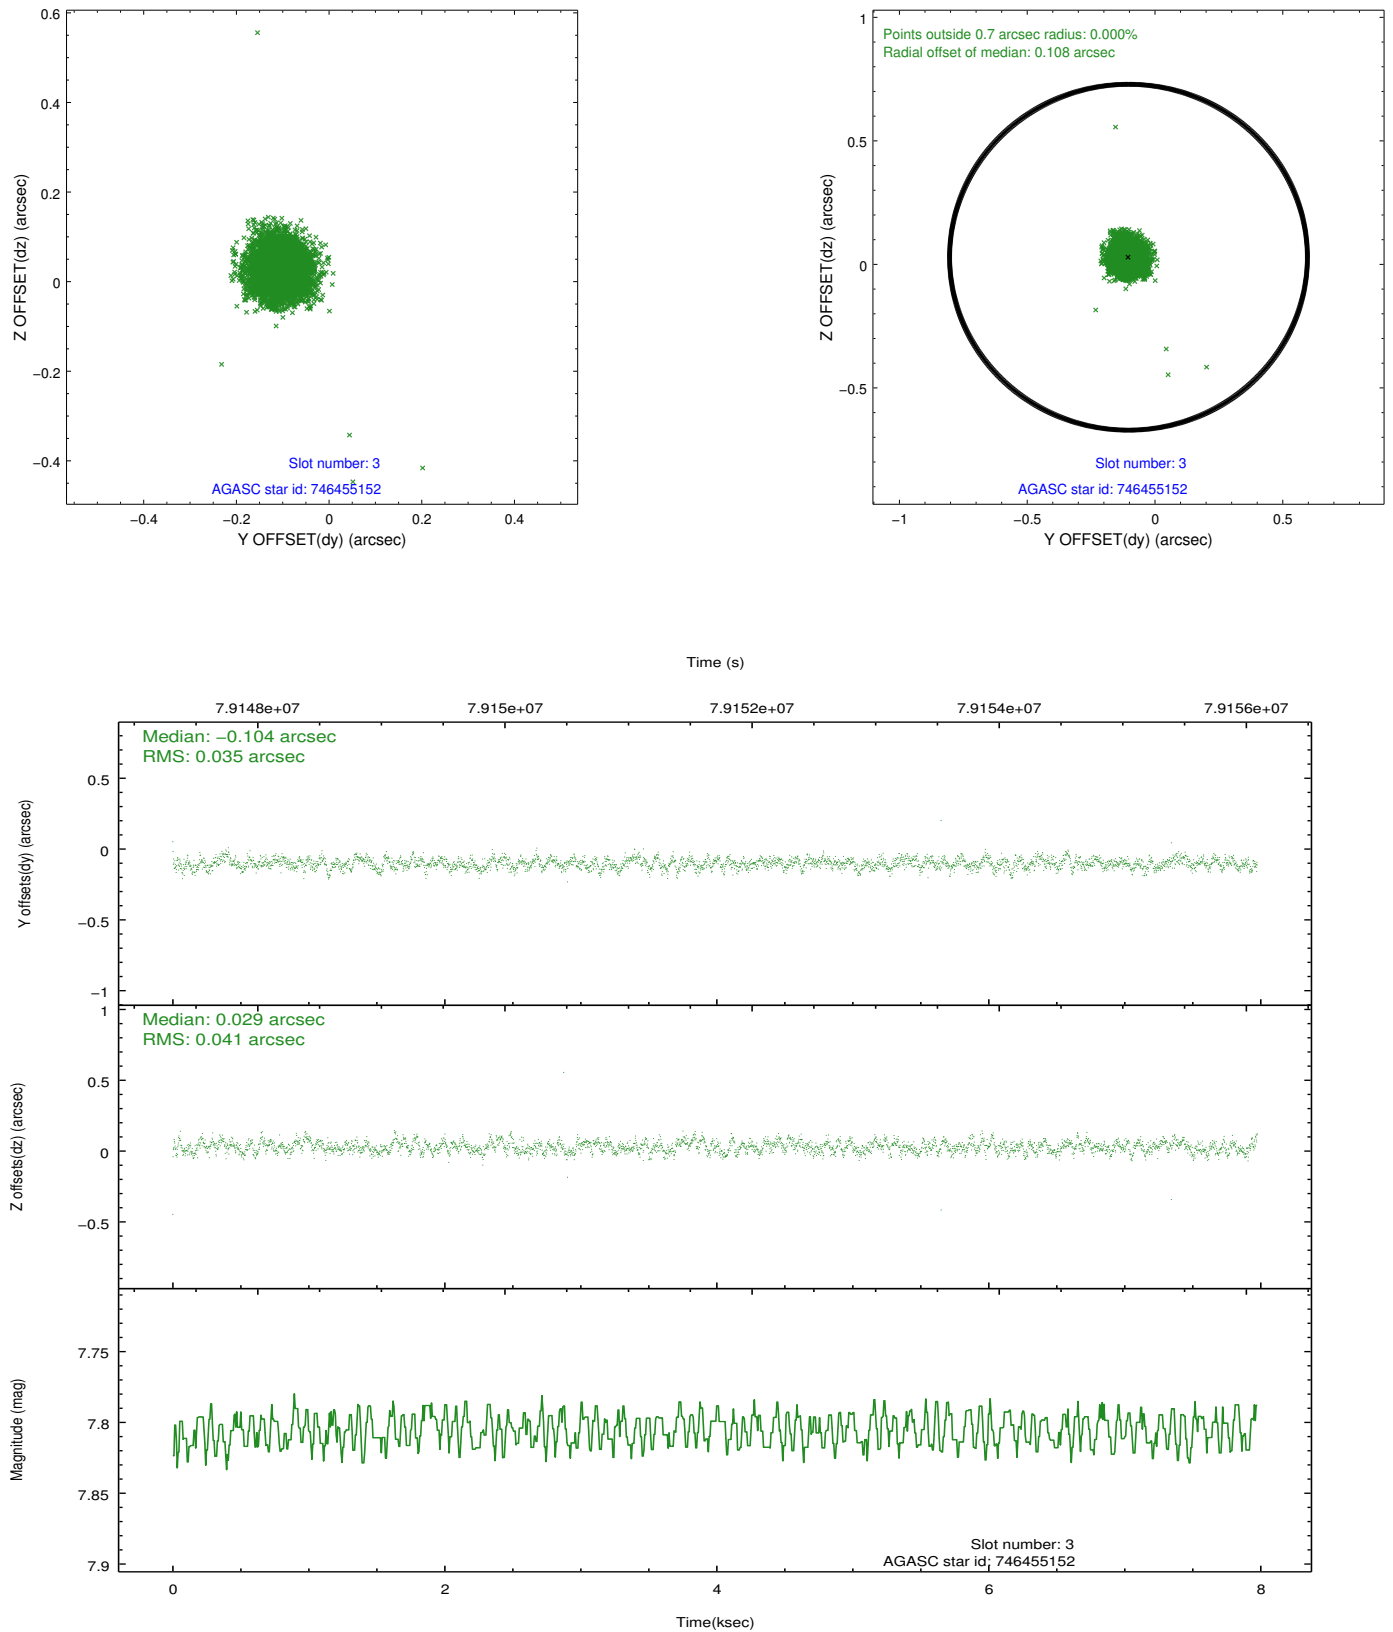 0.6
0.4
0.2
0
−0.2
−0.4
Z OFFSET(dz) (arcsec)
Slot number: 3
AGASC star id: 746455152
−0.4
−0.2
0
0.2
0.4
Y OFFSET(dy) (arcsec)
Points outside 0.7 arcsec radius: 0.000%
Radial offset of median: 0.108 arcsec
1
0.5
0
−0.5
Z OFFSET(dz) (arcsec)
Slot number: 3
AGASC star id: 746455152
−1
−0.5
0
0.5
Y OFFSET(dy) (arcsec)
Time (s)
7.9148e+07
7.915e+07
7.9152e+07
7.9154e+07
7.9156e+07
Median: −0.104 arcsec
RMS: 0.035 arcsec
0.5
0
−0.5
−1
Y offsets(dy) (arcsec)
Median: 0.029 arcsec
RMS: 0.041 arcsec
1
0.5
0
−0.5
Z offsets(dz) (arcsec)
7.75
7.8
7.85
7.9
Magnitude (mag)
Slot number: 3
AGASC star id: 746455152
0
2
4
6
8
Time(ksec)